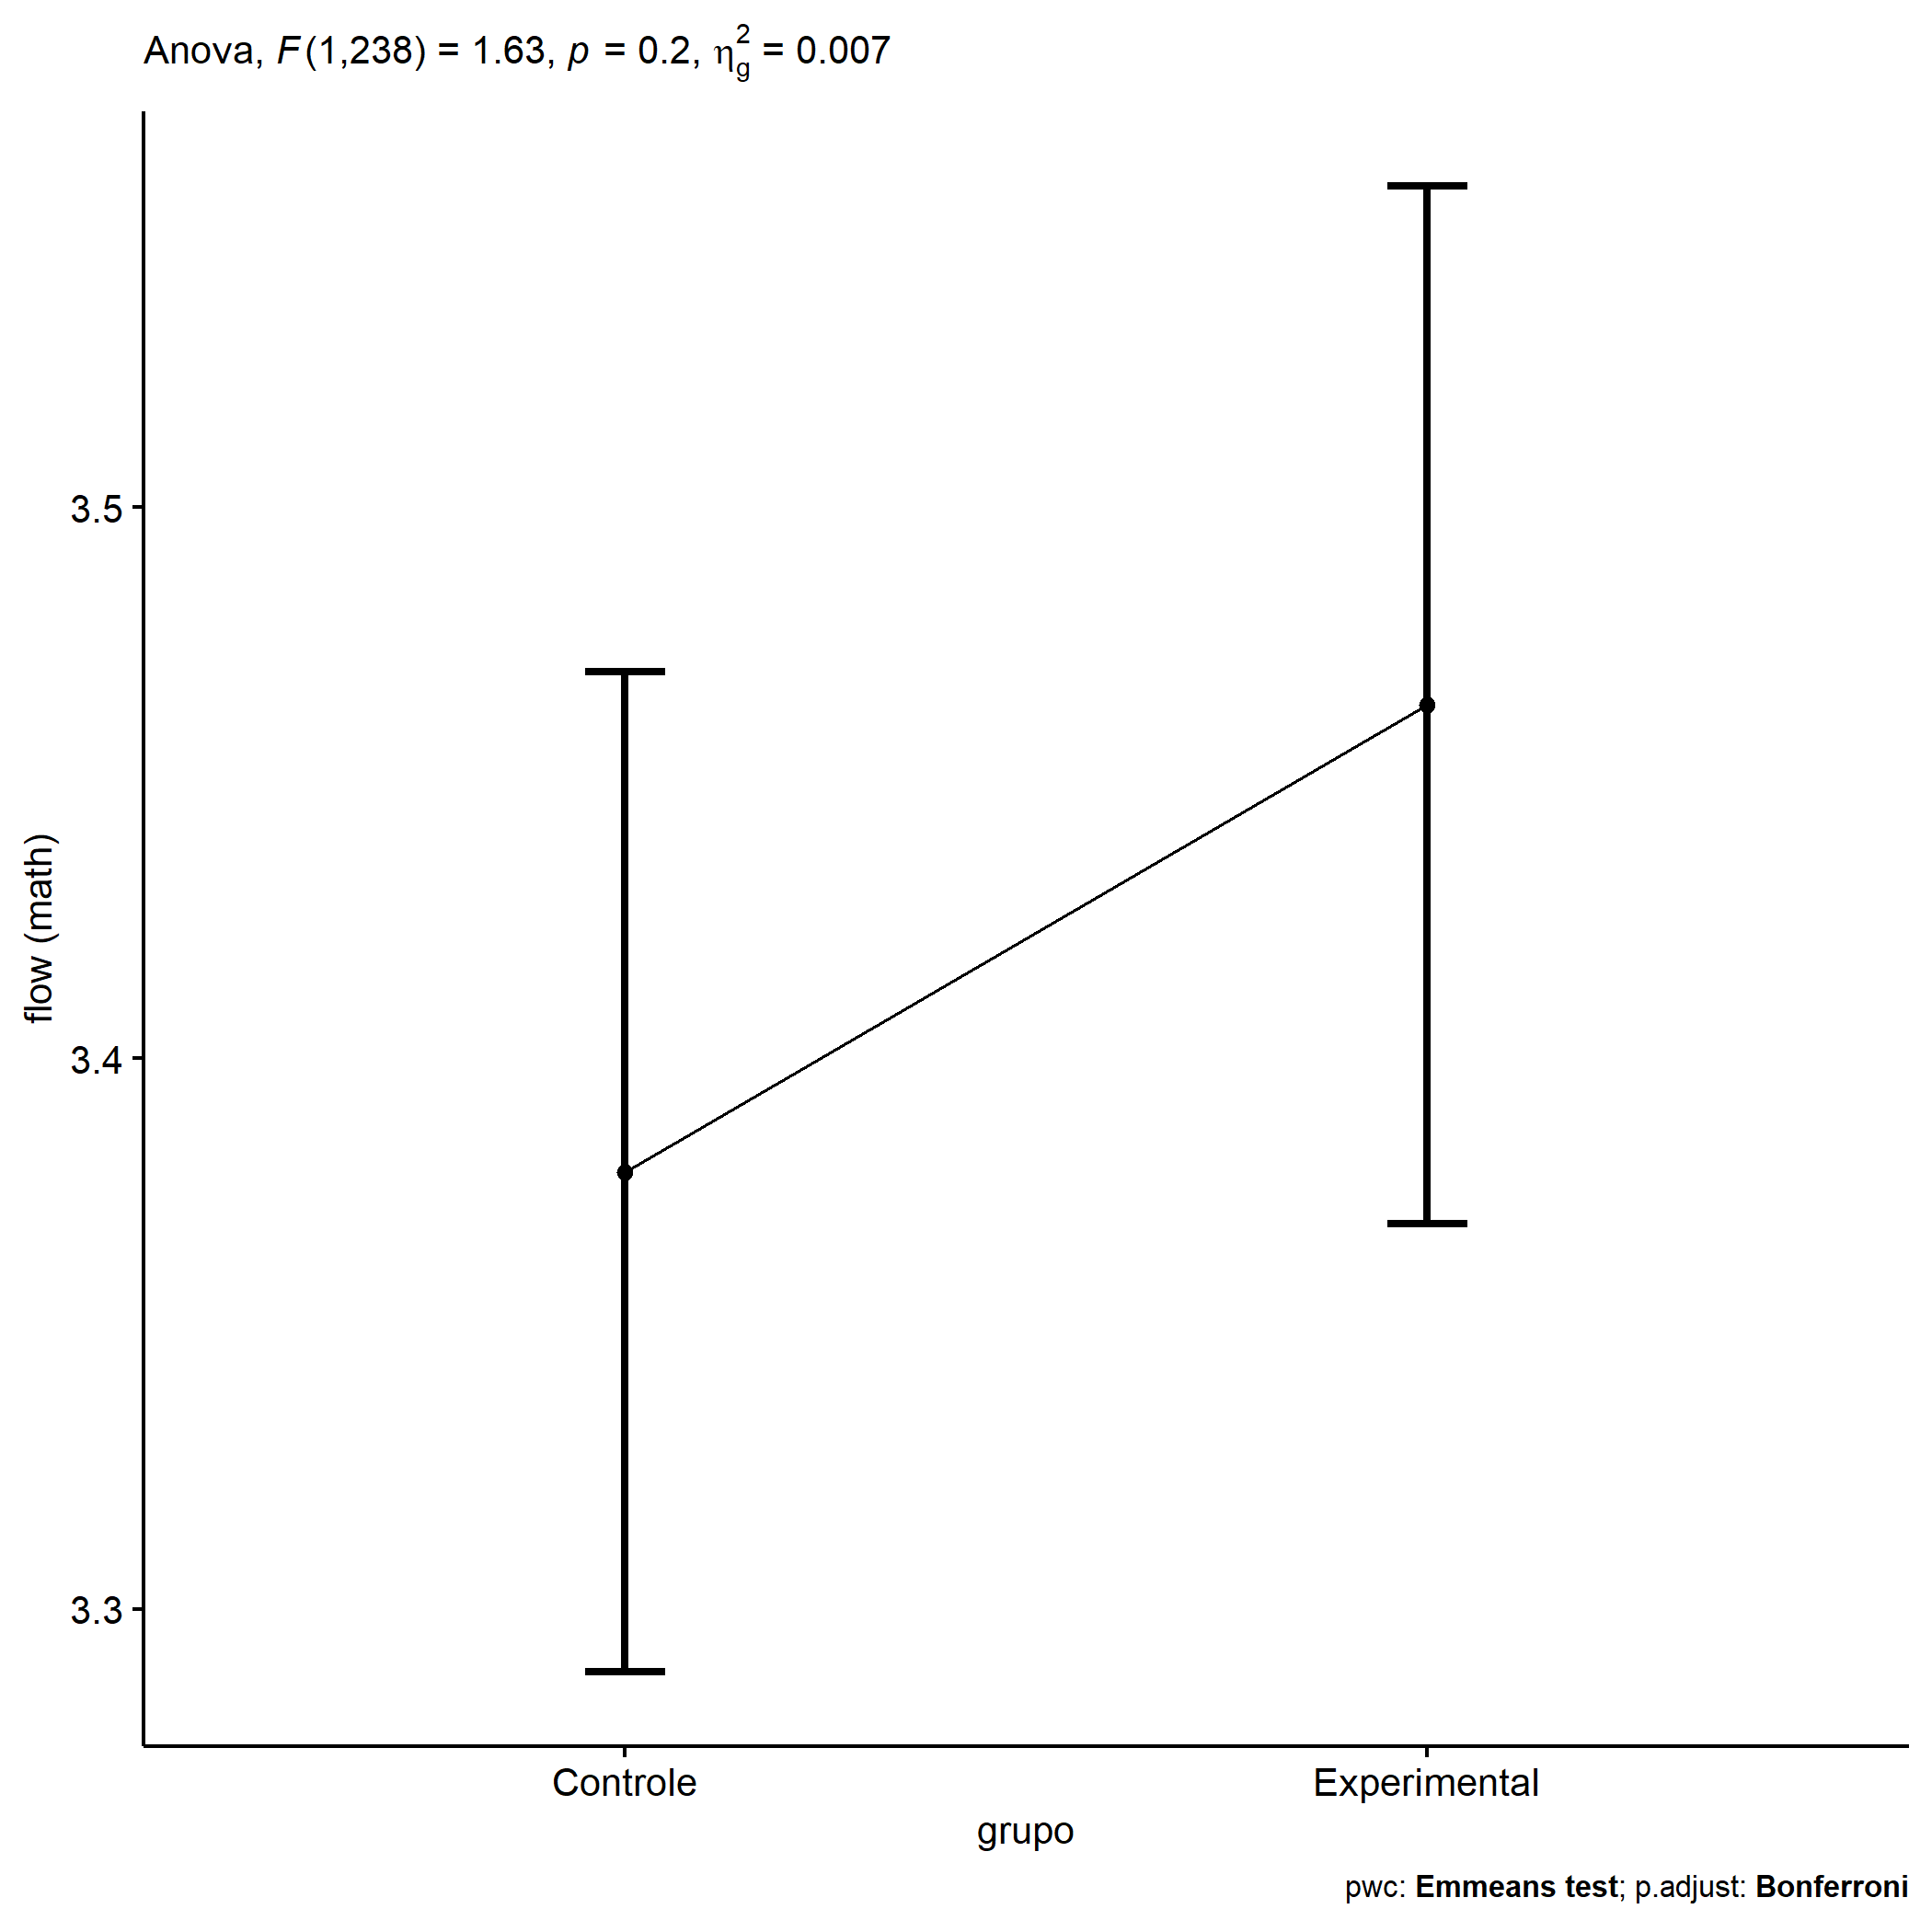 Anova, F(1,238) = 1.63, p = 0.2, η²g = 0.007
flow (math)
3.5
3.4
3.3
Controle Experimental
grupo
pwc: Emmeans test; p.adjust: Bonferroni